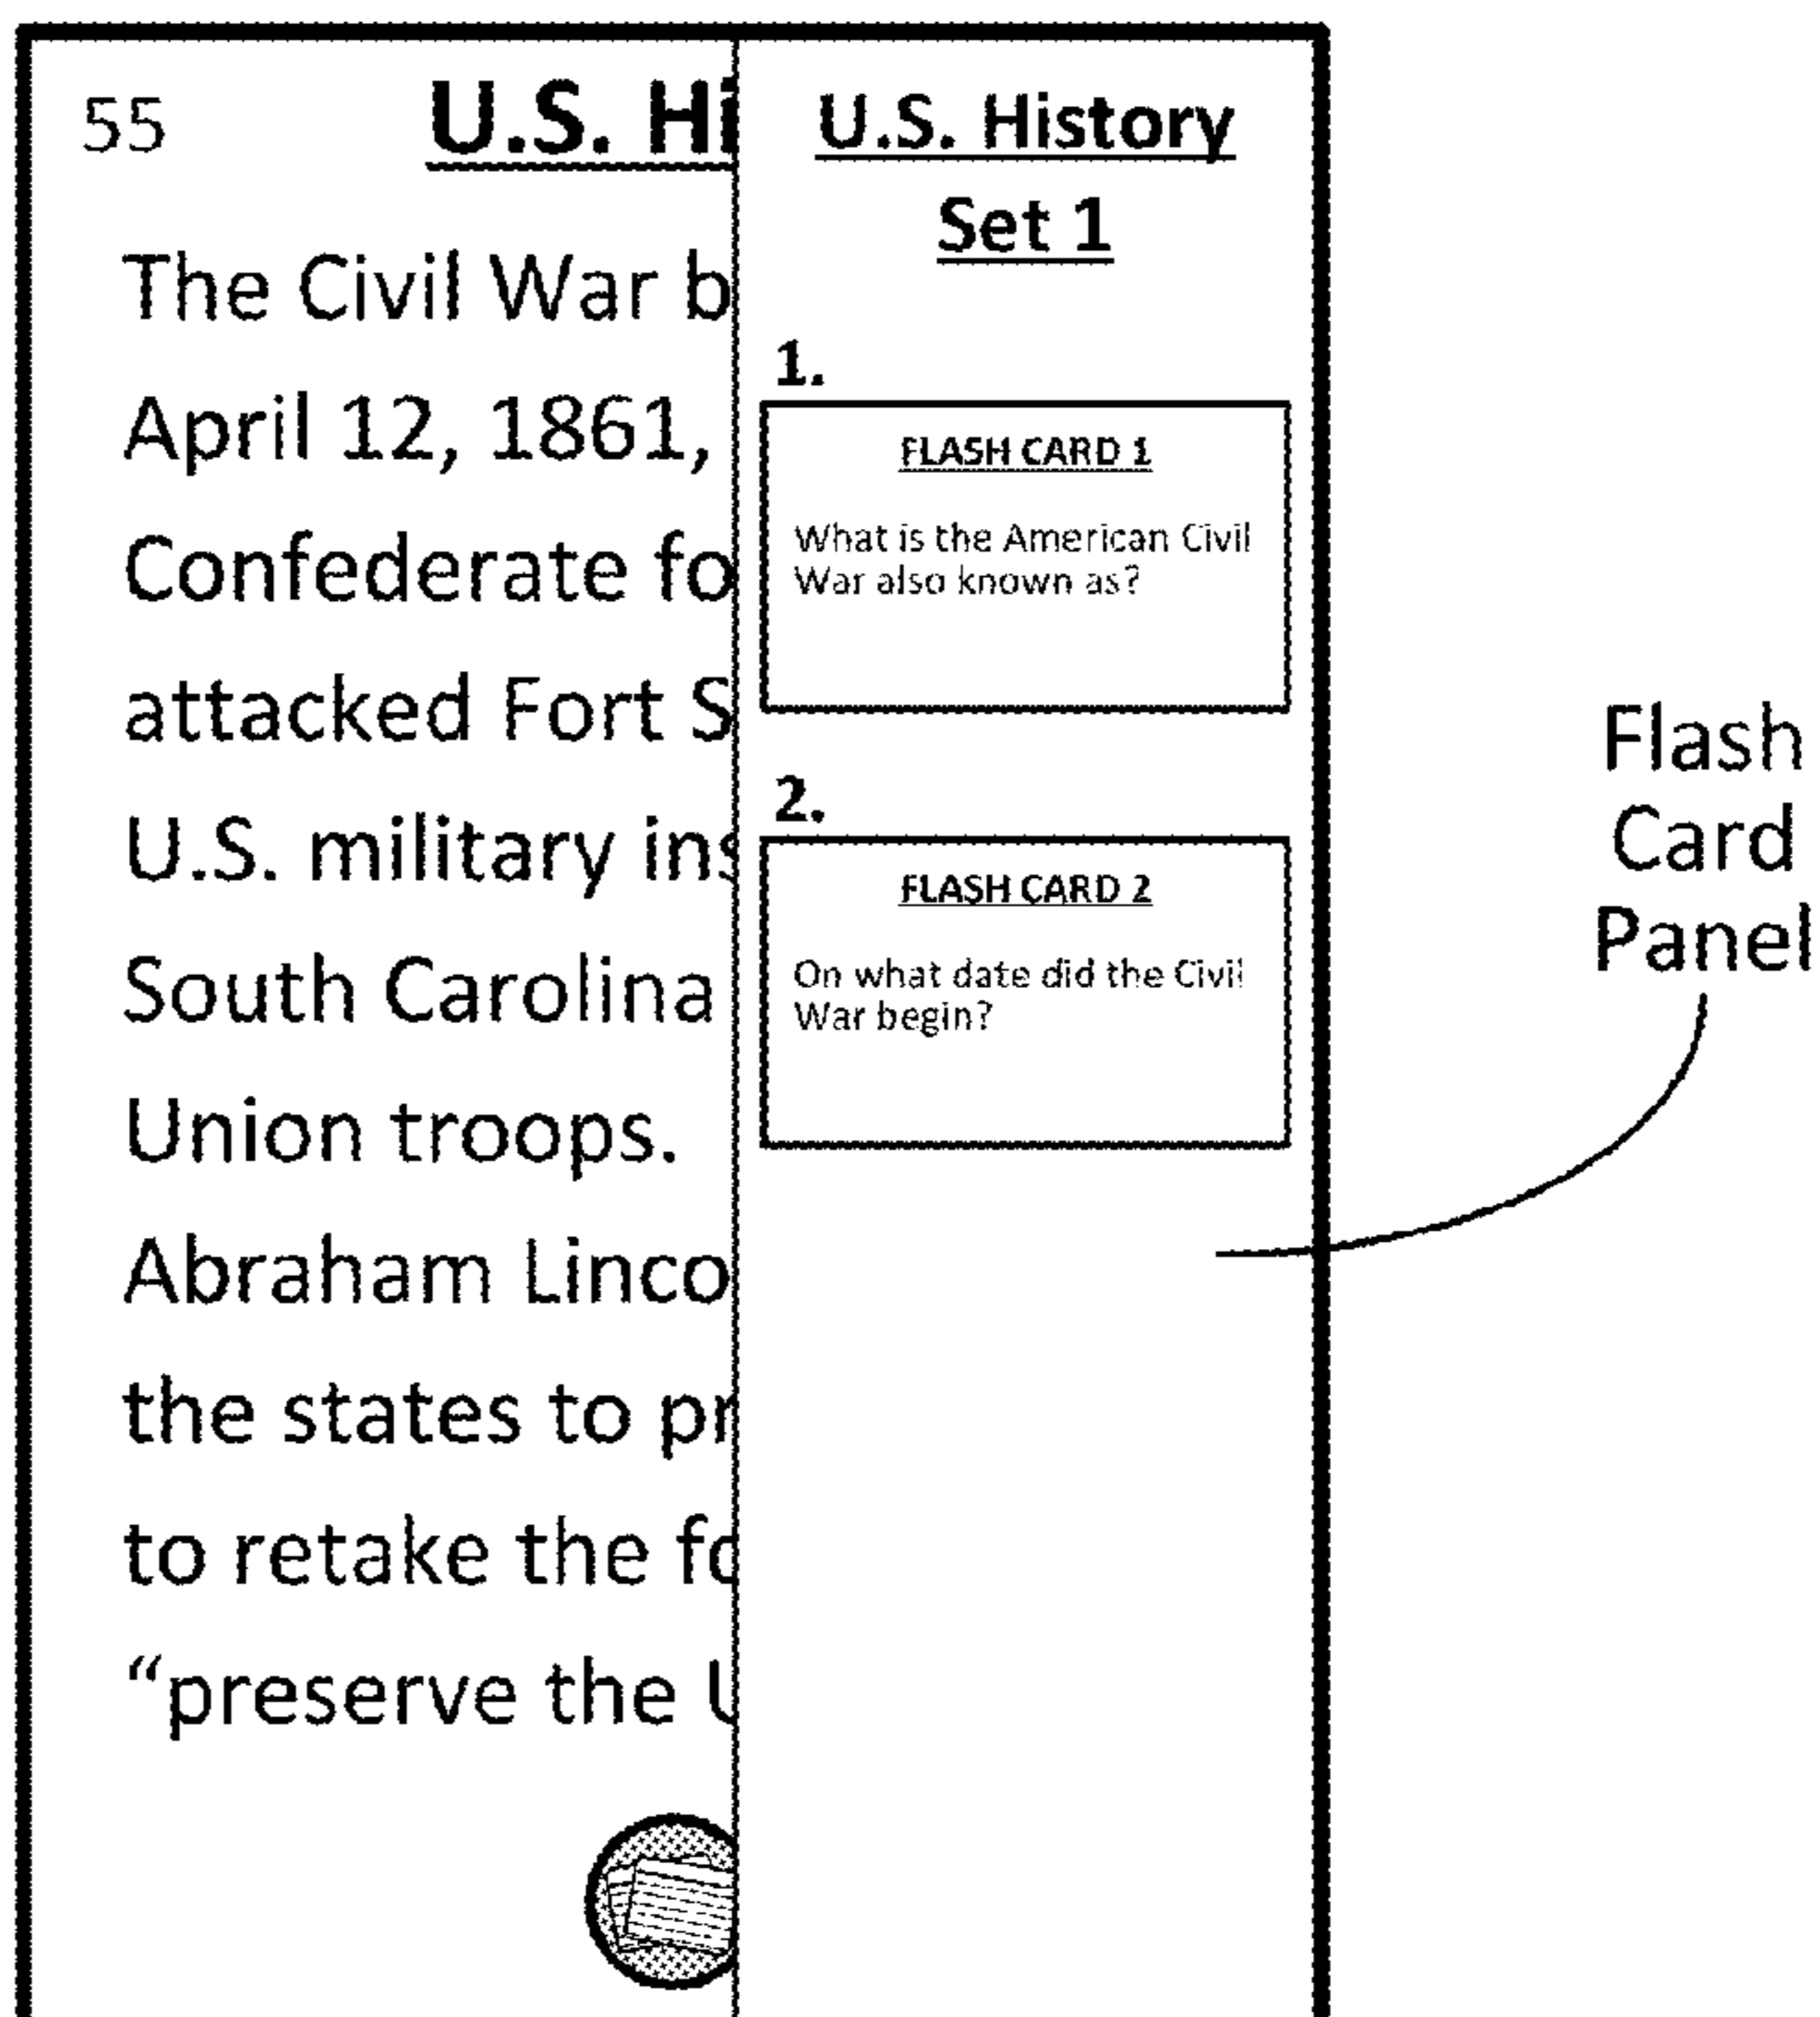 55
U.S. Hi
The Civil War b
April 12, 1861,
Confederate fo
attacked Fort S
U.S. military ins
South Carolina
Union troops.
Abraham Linco
the states to pr
to retake the fo
“preserve the U
U.S. History
Set 1
1.
FLASH CARD 1
What is the American Civil
War also known as?
2.
FLASH CARD 2
On what date did the Civil
War begin?
Flash
Card
Panel